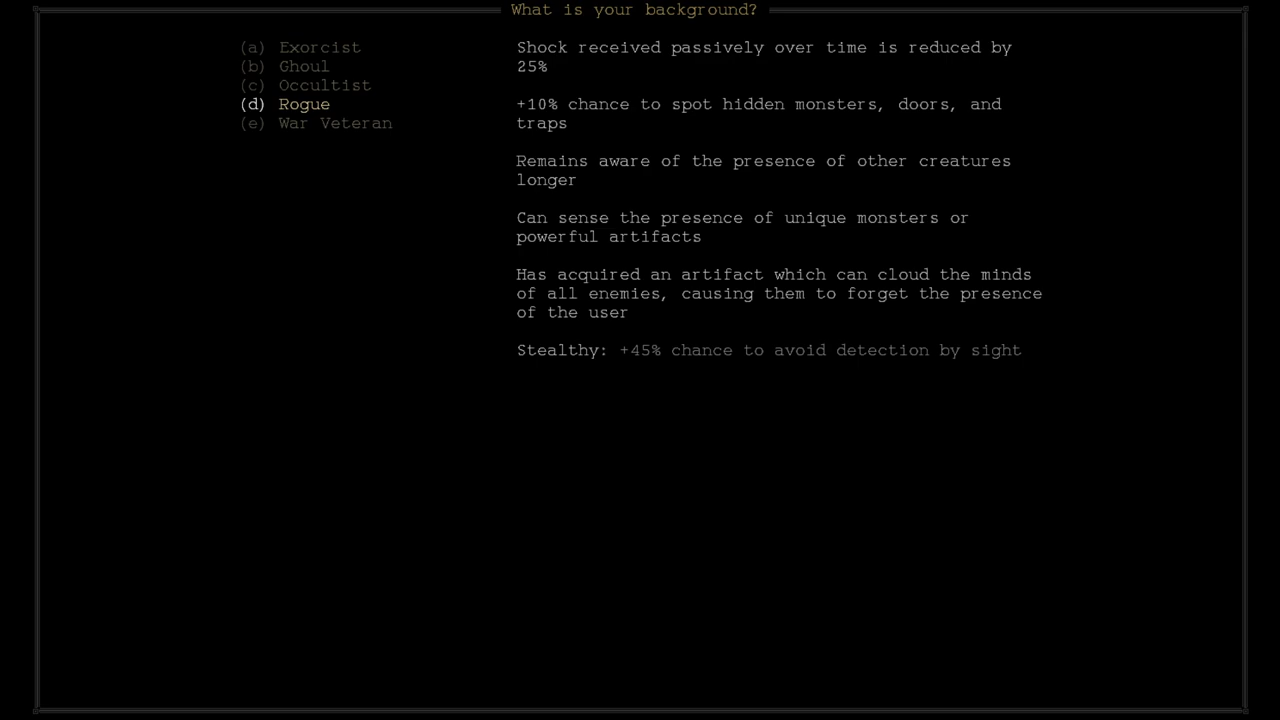 What is your background?
(a) Exorcist
(b) Ghoul
(c) Occultist
(d) Rogue
(e) War Veteran
Shock received passively over time is reduced by
25%
+10% chance to spot hidden monsters, doors, and
traps
Remains aware of the presence of other creatures
longer
Can sense the presence of unique monsters or
powerful artifacts
Has acquired an artifact which can cloud the minds
of all enemies, causing them to forget the presence
of the user
Stealthy: +45% chance to avoid detection by sight